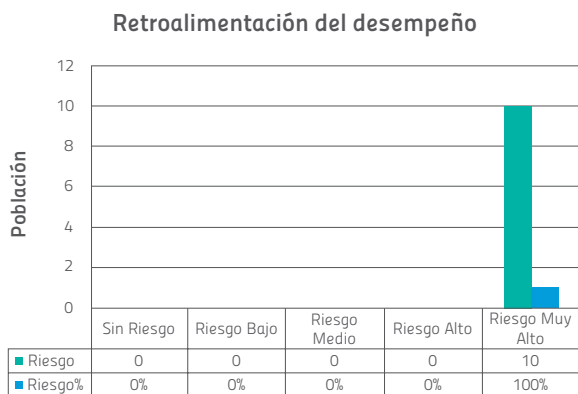 Retroalimentación del desempeño
Población
12
10
8
6
4
2
0
Sin Riesgo Riesgo Bajo Riesgo Medio Riesgo Alto Riesgo Muy Alto
Riesgo 0 0 0 0 10
Riesgo% 0% 0% 0% 0% 100%